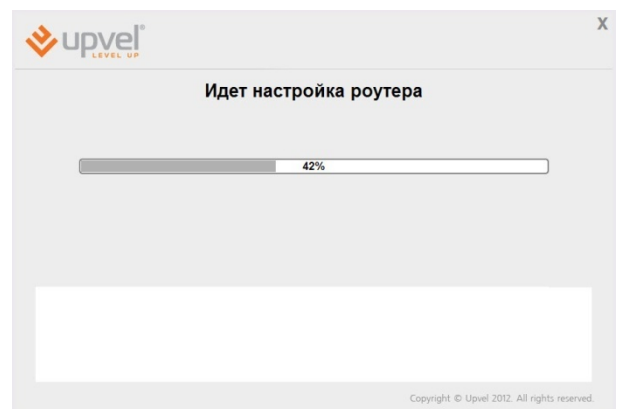 X
upvel®
LEVEL UP
Идет настройка роутера
42%
Copyright © Upvel 2012. All rights reserved.